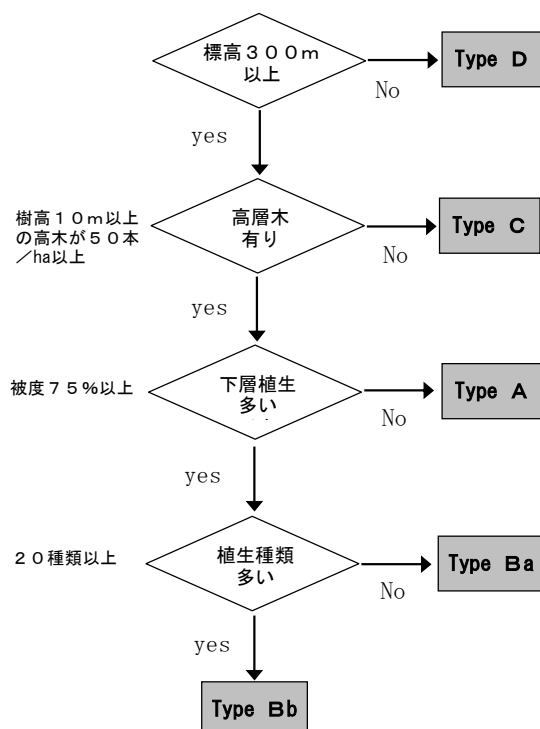 標高３００ｍ
以上
Type D
No
yes
樹高１０ｍ以上
の高木が５０本
／ha以上
高層木
有り
Type C
No
yes
被度７５%以上
下層植生
多い
Type A
No
yes
２０種類以上
植生種類
多い
Type Ba
No
yes
Type Bb